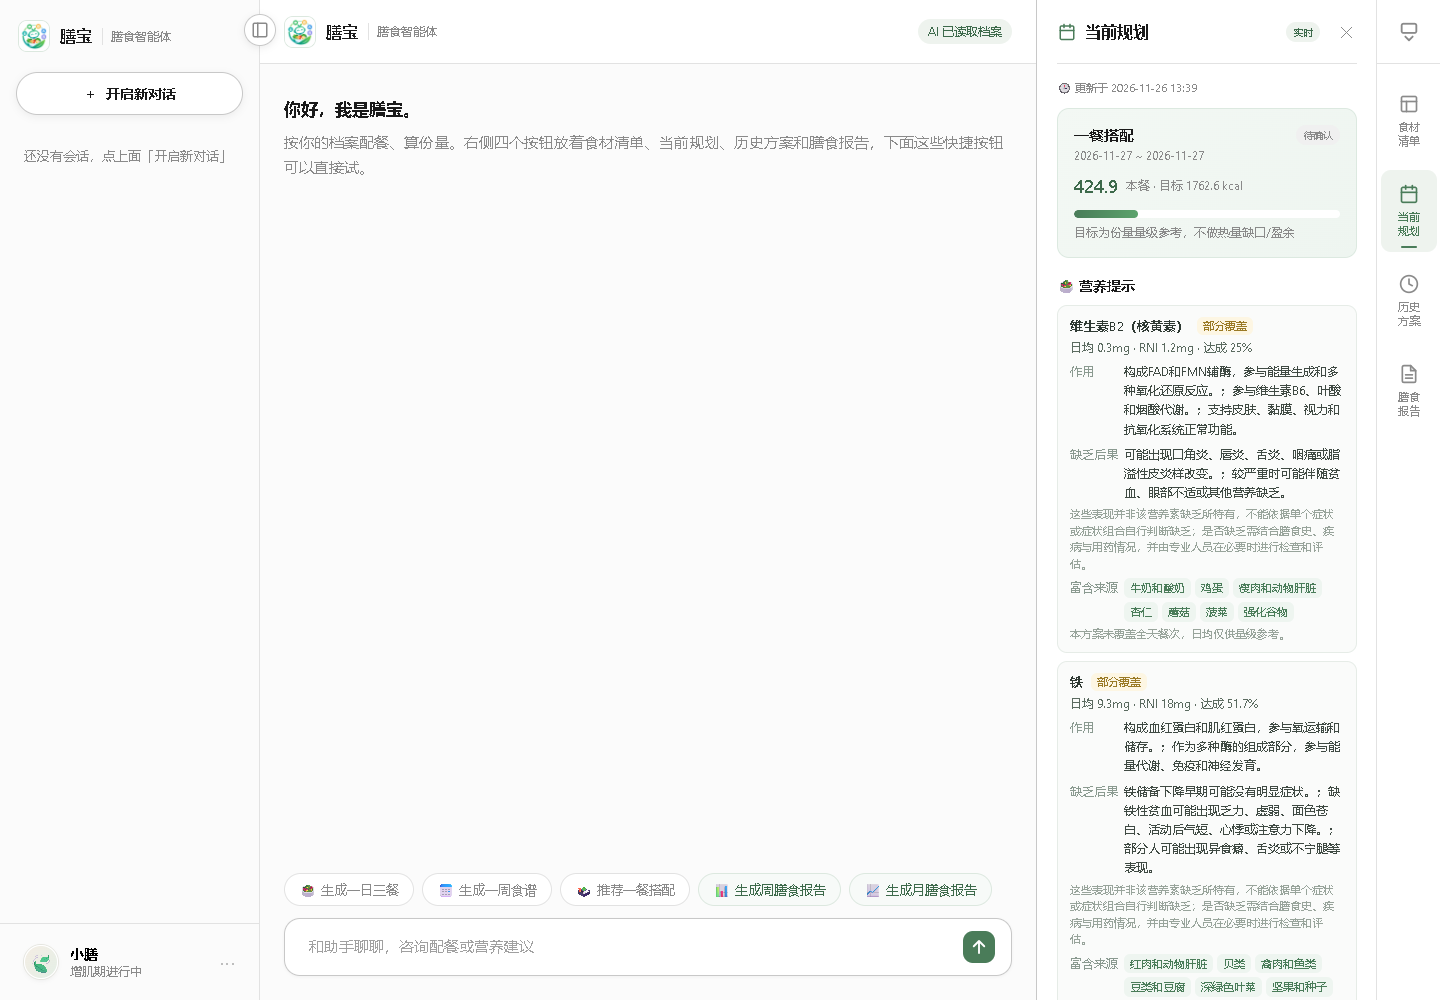 膳宝 膳食智能体
+ 开启新对话
还没有会话，点上面「开启新对话」
小膳
增肌期进行中
...
膳宝 膳食智能体
AI 已读取档案
你好，我是膳宝。
按你的档案配餐、算份量。右侧四个按钮放着食材清单、当前规划、历史方案和膳食报告，下面这些快捷按钮
可以直接试。
生成一日三餐
生成一周食谱
推荐一餐搭配
生成周膳食报告
生成月膳食报告
和助手聊聊，咨询配餐或营养建议
当前规划
实时
更新于 2026-11-26 13:39
一餐搭配
待确认
2026-11-27 ~ 2026-11-27
424.9 本餐 · 目标 1762.6 kcal
目标为份量量级参考，不做热量缺口/盈余
营养提示
维生素B2（核黄素） 部分覆盖
日均 0.3mg · RNI 1.2mg · 达成 25%
作用 构成FAD和FMN辅酶，参与能量生成和多
种氧化还原反应。；参与维生素B6、叶酸
和烟酸代谢。；支持皮肤、黏膜、视力和
抗氧化系统正常功能。
缺乏后果 可能出现口角炎、唇炎、舌炎、咽痛或脂
溢性皮炎样改变。；较严重时可能伴随贫
血、眼部不适或其他营养缺乏。
这些表现并非该营养素缺乏所特有，不能依据单个症状
或症状组合自行判断缺乏；是否缺乏需结合膳食史、疾
病与用药情况，并由专业人员在必要时进行检查和评
估。
富含来源 牛奶和酸奶 鸡蛋 瘦肉和动物肝脏
杏仁 蘑菇 菠菜 强化谷物
本方案未覆盖全天餐次，日均仅供量级参考。
铁 部分覆盖
日均 9.3mg · RNI 18mg · 达成 51.7%
作用 构成血红蛋白和肌红蛋白，参与氧运输和
储存。；作为多种酶的组成部分，参与能
量代谢、免疫和神经发育。
缺乏后果 铁储备下降早期可能没有明显症状。；缺
铁性贫血可能出现乏力、虚弱、面色苍
白、活动后气短、心悸或注意力下降。；
部分人可能出现异食癖、舌炎或不宁腿等
表现。
这些表现并非该营养素缺乏所特有，不能依据单个症状
或症状组合自行判断缺乏；是否缺乏需结合膳食史、疾
病与用药情况，并由专业人员在必要时进行检查和评
估。
富含来源 红肉和动物肝脏 贝类 禽肉和鱼类
豆类和豆腐 深绿色叶菜 坚果和种子
食材
清单
当前
规划
历史
方案
膳食
报告